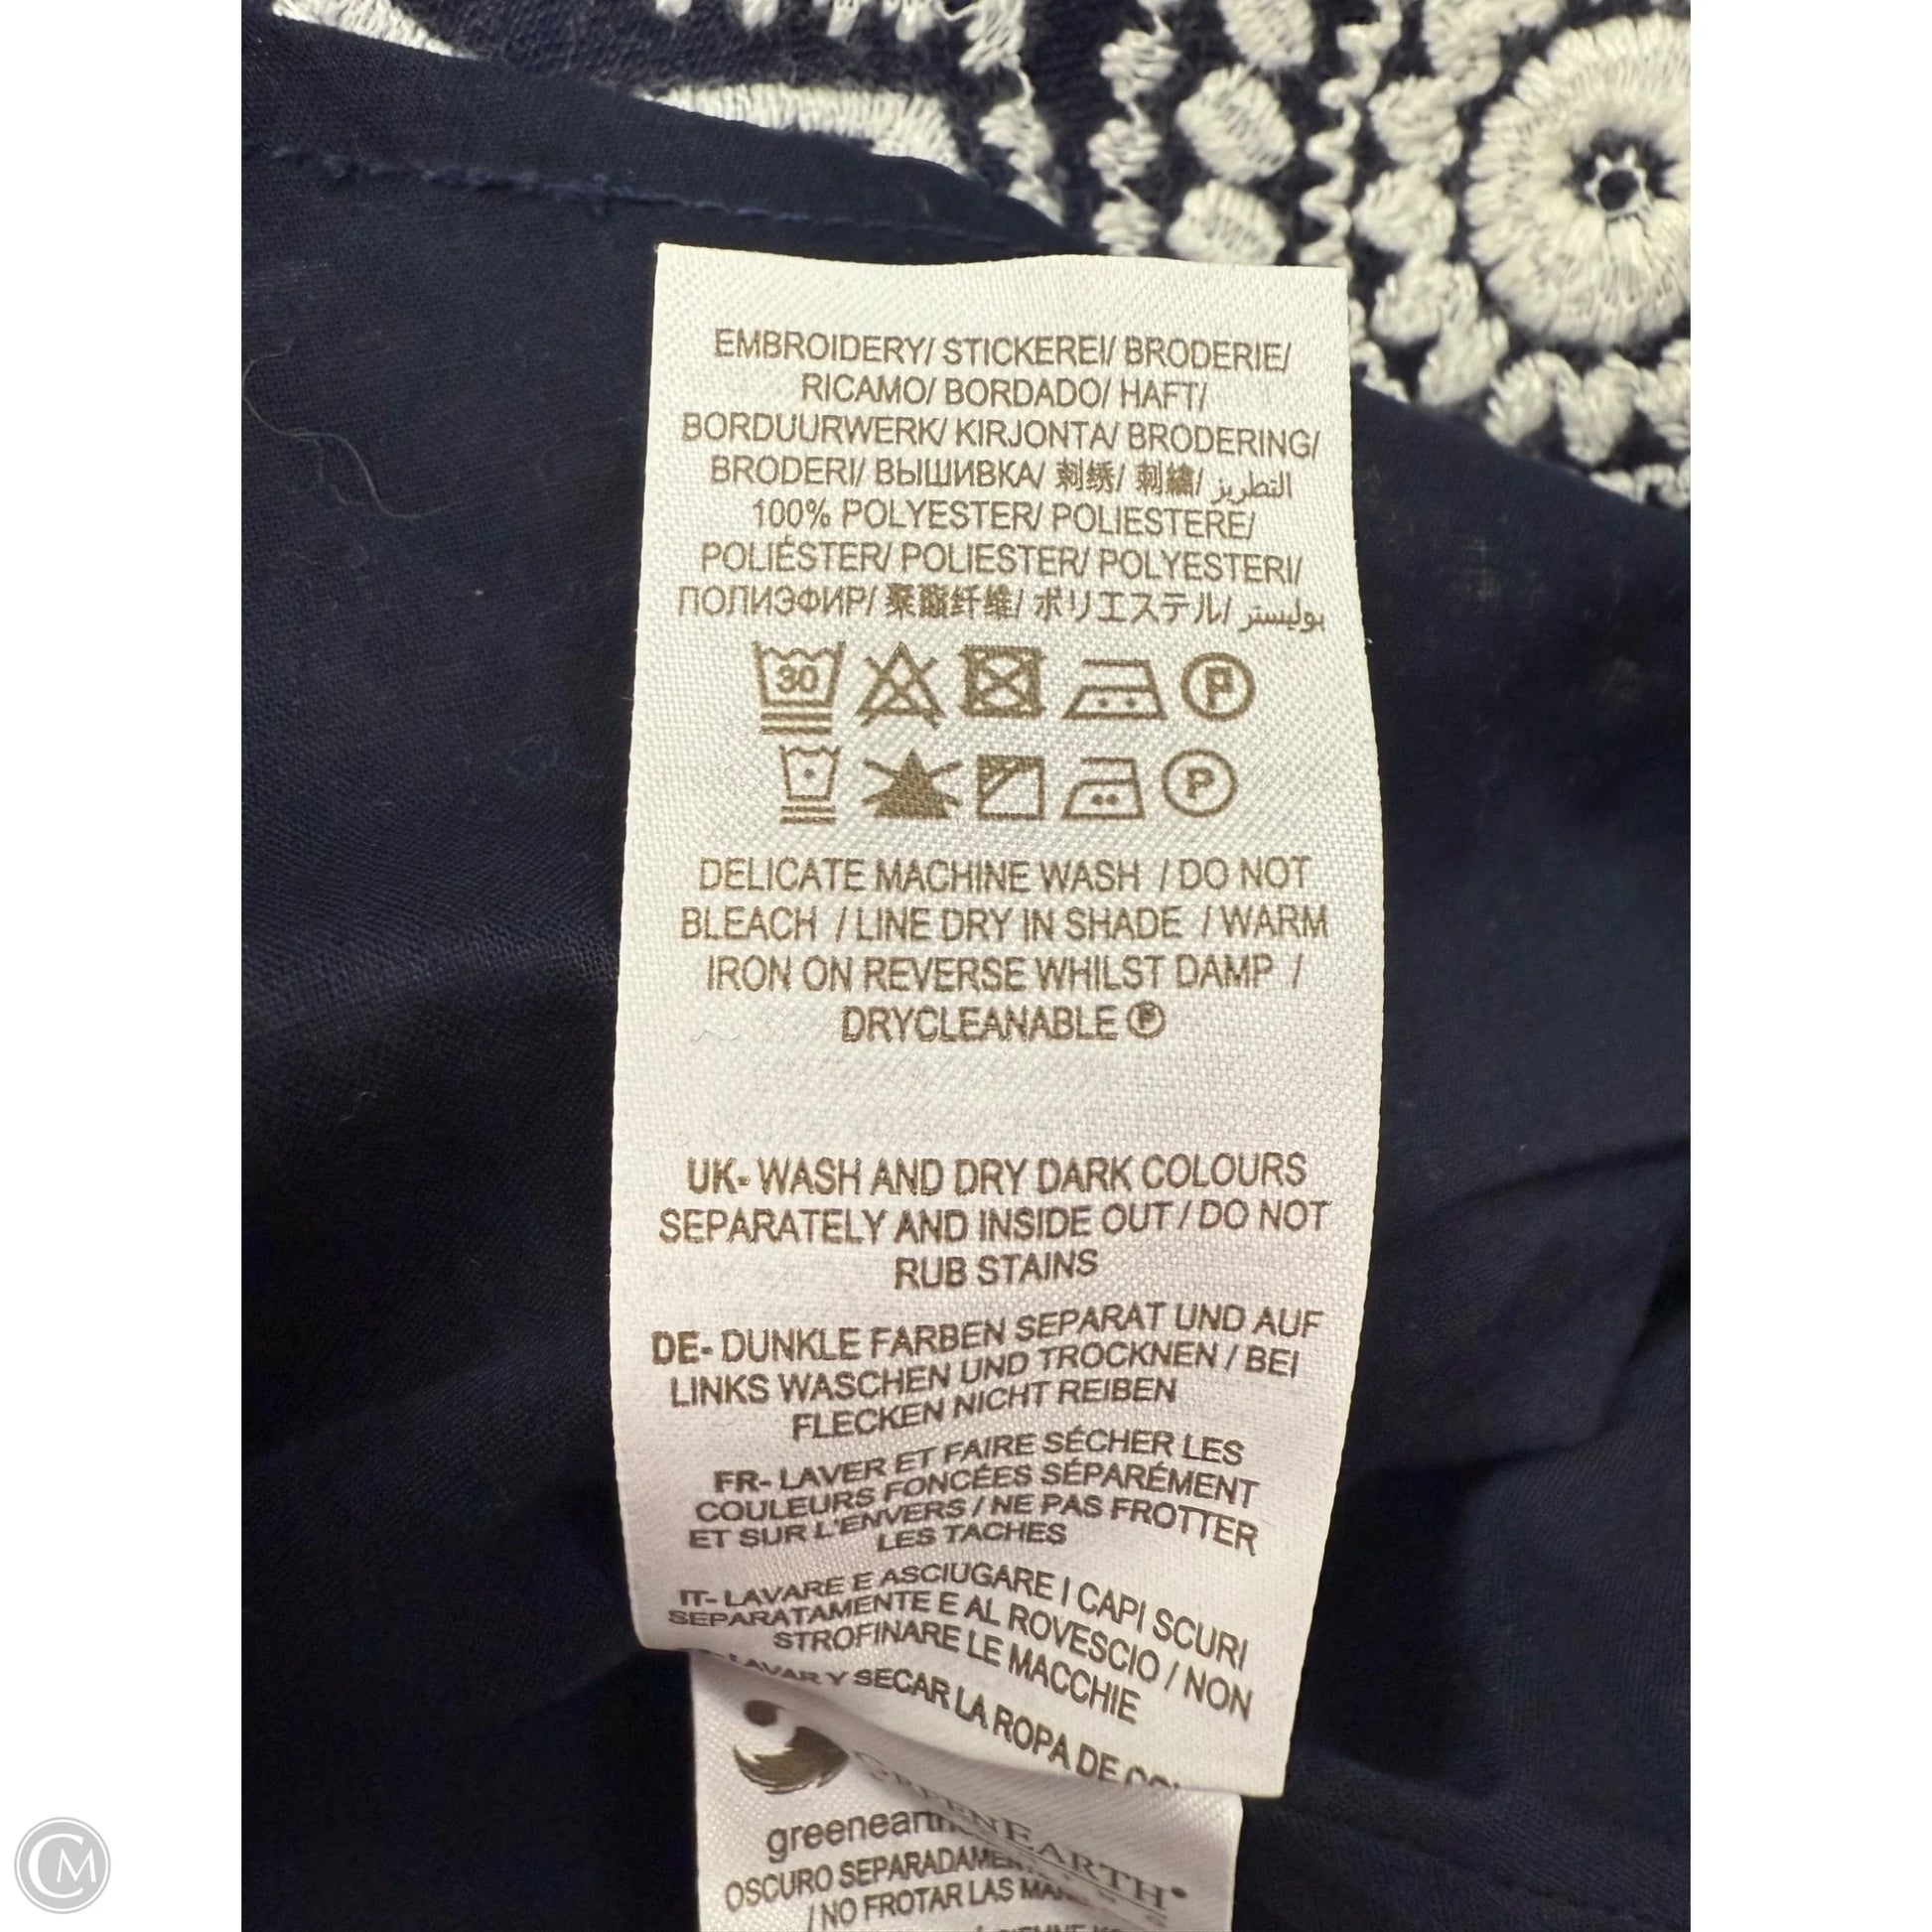 EMBROIDERY/ STICKEREI/ BRODERIE/
RICAMO/ BORDADO/ HAFT/
BORDUURWERK/ KIRJONTA/ BRODERING/
BRODERI/ ВЫШИВКА/ 刺绣/ 刺繡/ التطريز
100% POLYESTER/ POLIESTERE/
POLIÉSTER/ POLIESTER/ POLYESTERI/
ПОЛИЭФИР/ 聚酯纤维/ ポリエステル/ بوليستر
30 P
P
DELICATE MACHINE WASH / DO NOT
BLEACH / LINE DRY IN SHADE / WARM
IRON ON REVERSE WHILST DAMP /
DRYCLEANABLE Ⓟ
UK- WASH AND DRY DARK COLOURS
SEPARATELY AND INSIDE OUT / DO NOT
RUB STAINS
DE- DUNKLE FARBEN SEPARAT UND AUF
LINKS WASCHEN UND TROCKNEN / BEI
FLECKEN NICHT REIBEN
FR- LAVER ET FAIRE SÉCHER LES
COULEURS FONCÉES SÉPARÉMENT
ET SUR L'ENVERS / NE PAS FROTTER
LES TACHES
IT- LAVARE E ASCIUGARE I CAPI SCURI
SEPARATAMENTE E AL ROVESCIO / NON
STROFINARE LE MACCHIE
LAVAR Y SECAR LA ROPA DE
GREENEARTH
greenearth
OSCURO
/ NO FROTAR LAS
CM